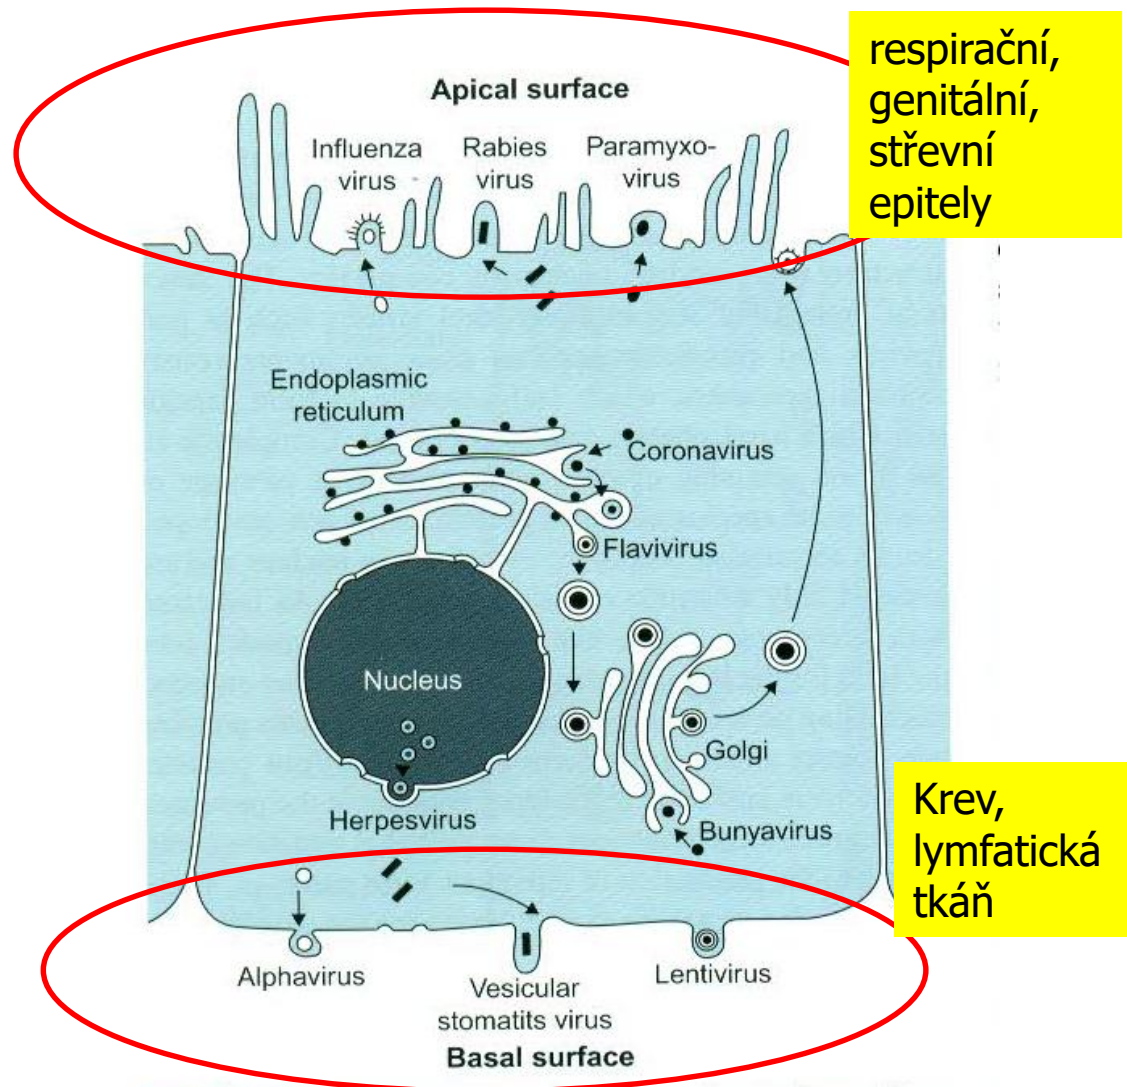 respirační,
genitální,
střevní
epitely
Apical surface
Influenza
virus
Rabies
virus
Paramyxo-
virus
Endoplasmic
reticulum
Coronavirus
Flavivirus
Nucleus
Golgi
Herpesvirus
Bunyavirus
Krev,
lymfatická
tkáň
Alphavirus
Vesicular
stomatits virus
Lentivirus
Basal surface